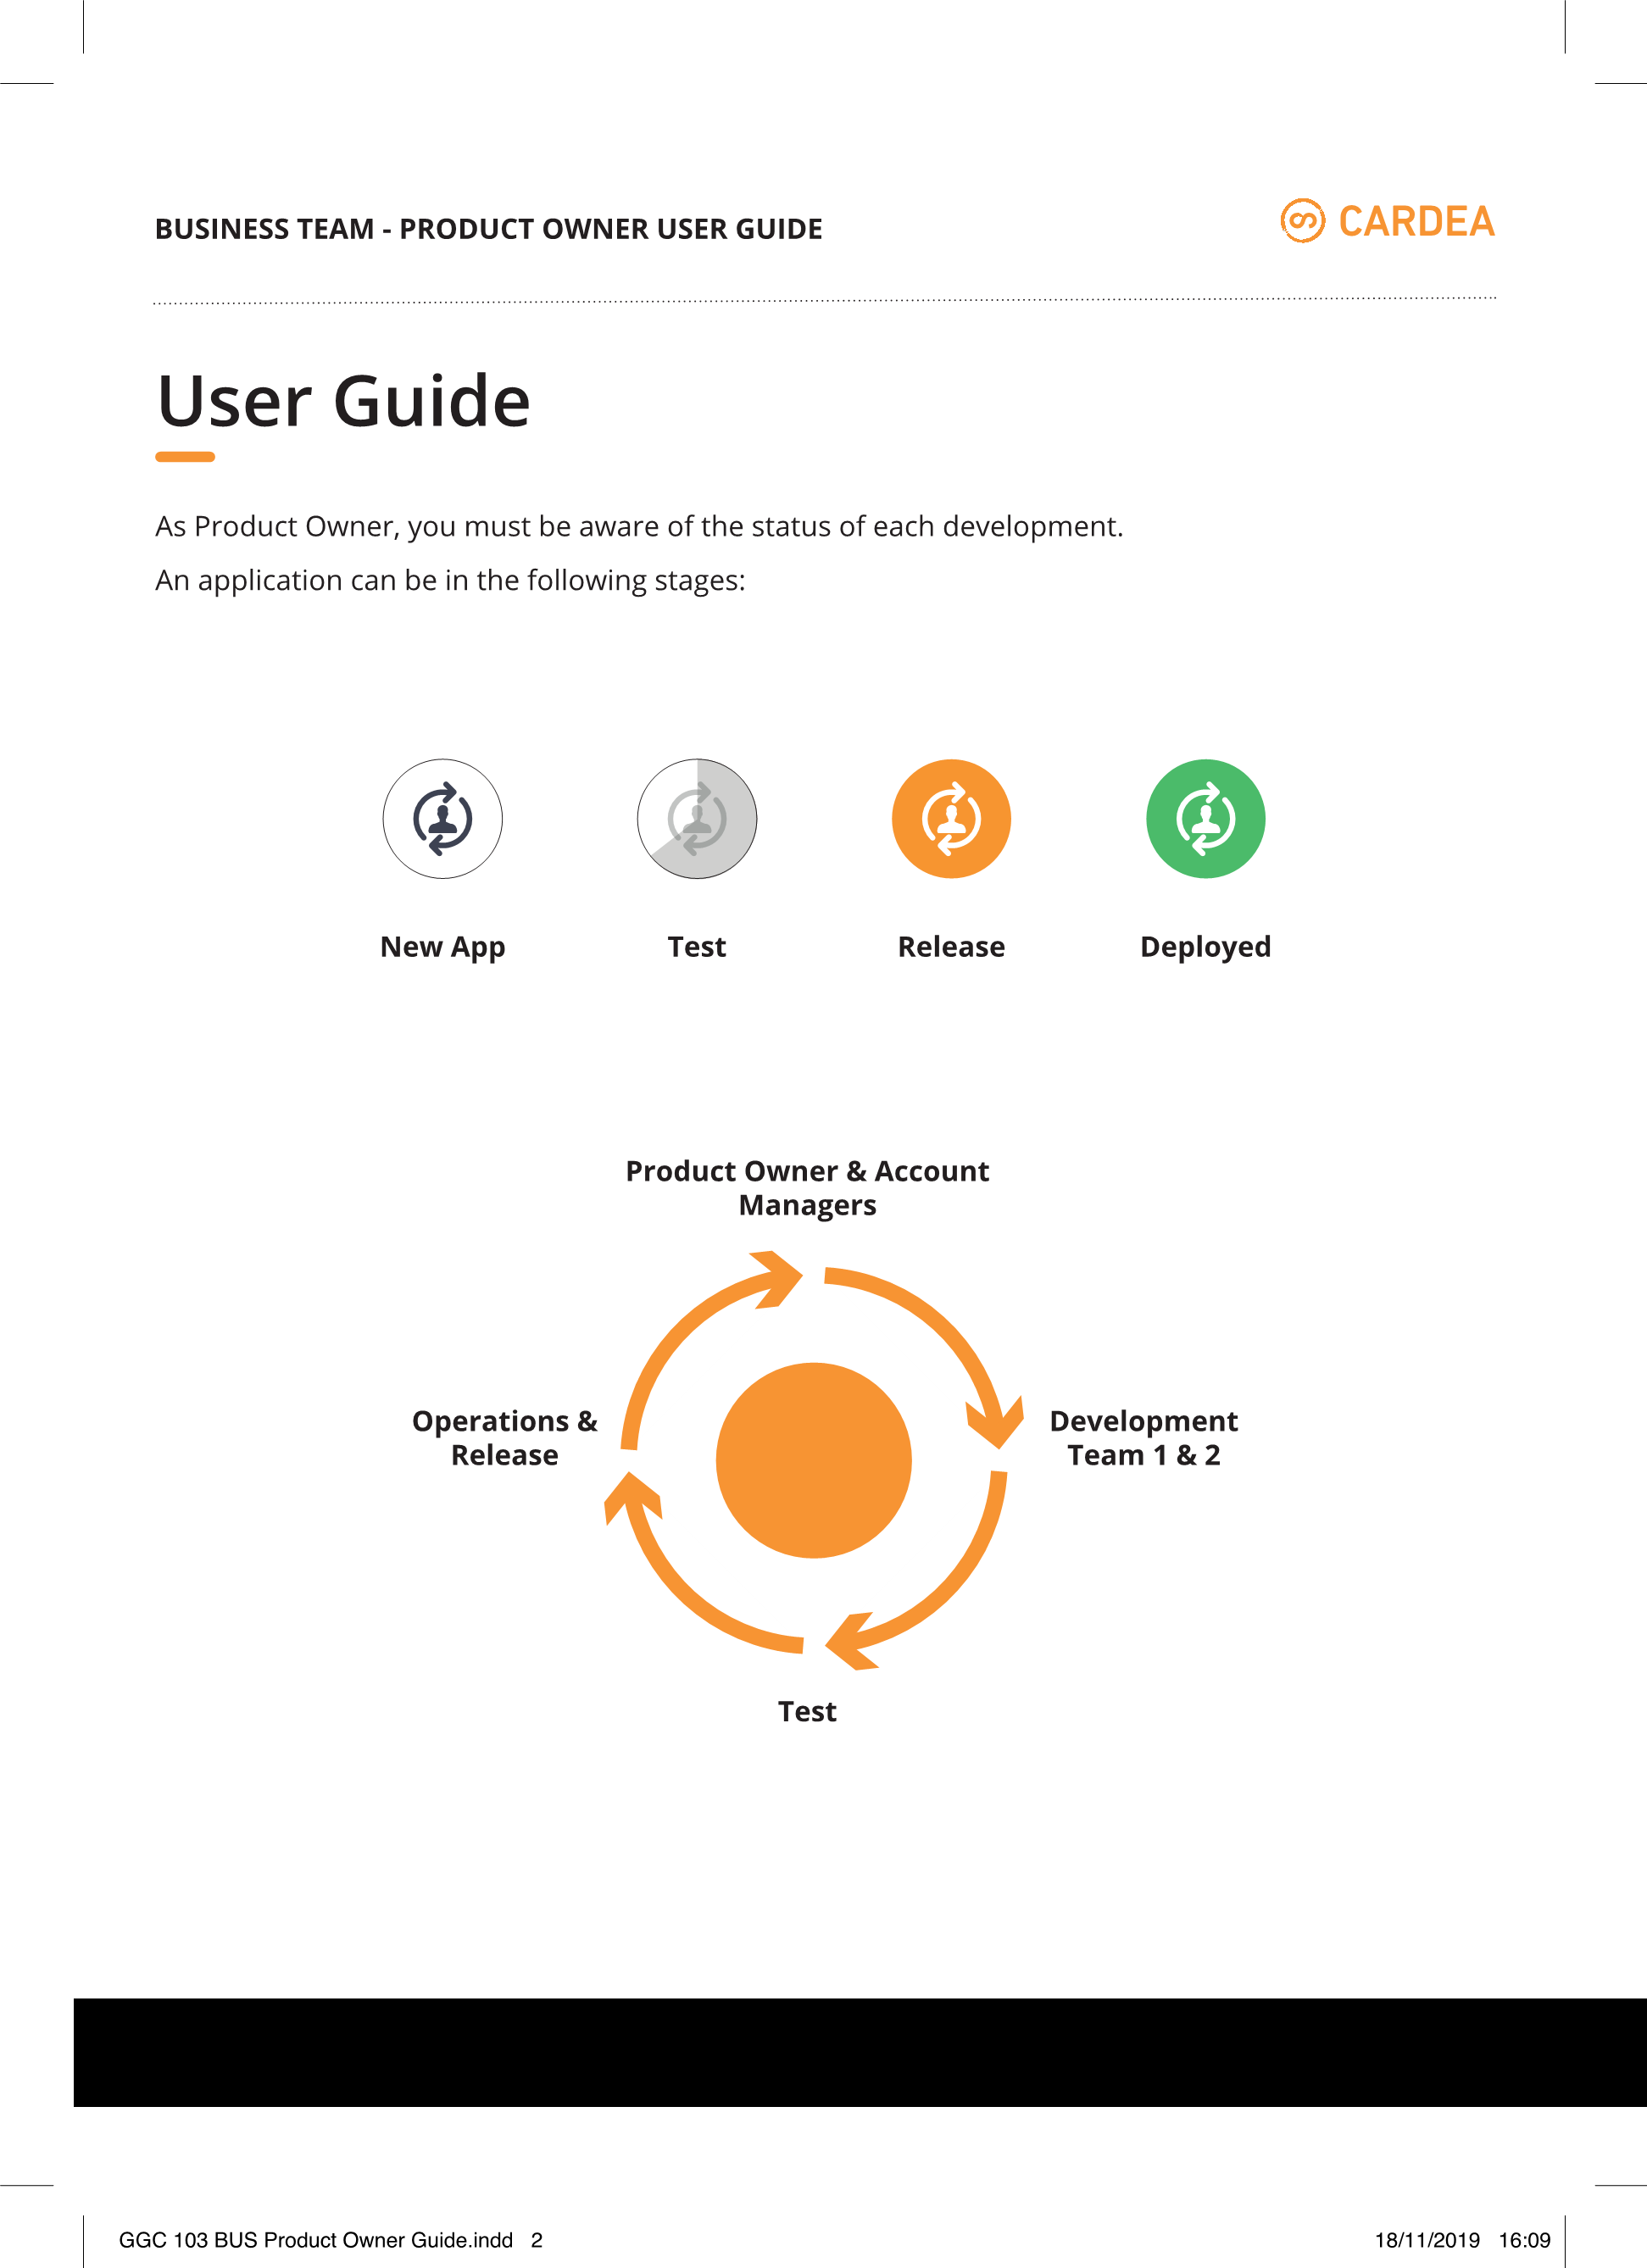 BUSINESS TEAM - PRODUCT OWNER USER GUIDE
CARDEA
User Guide
As Product Owner, you must be aware of the status of each development.
An application can be in the following stages:
New App
Test
Release
Deployed
Product Owner & Account
Managers
Operations &
Release
Development
Team 1 & 2
Test
GGC 103 BUS Product Owner Guide.indd 2
18/11/2019 16:09